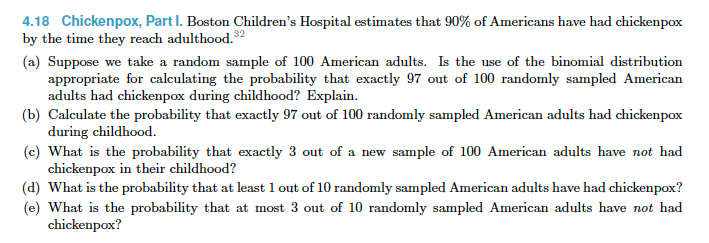 4.18 Chickenpox, Part I. Boston Children's Hospital estimates that 90% of Americans have had chickenpox
by the time they reach adulthood.32
(a) Suppose we take a random sample of 100 American adults. Is the use of the binomial distribution
appropriate for calculating the probability that exactly 97 out of 100 randomly sampled American
adults had chickenpox during childhood? Explain.
(b) Calculate the probability that exactly 97 out of 100 randomly sampled American adults had chickenpox
during childhood.
(c) What is the probability that exactly 3 out of a new sample of 100 American adults have not had
chickenpox in their childhood?
(d) What is the probability that at least 1 out of 10 randomly sampled American adults have had chickenpox?
(e) What is the probability that at most 3 out of 10 randomly sampled American adults have not had
chickenpox?